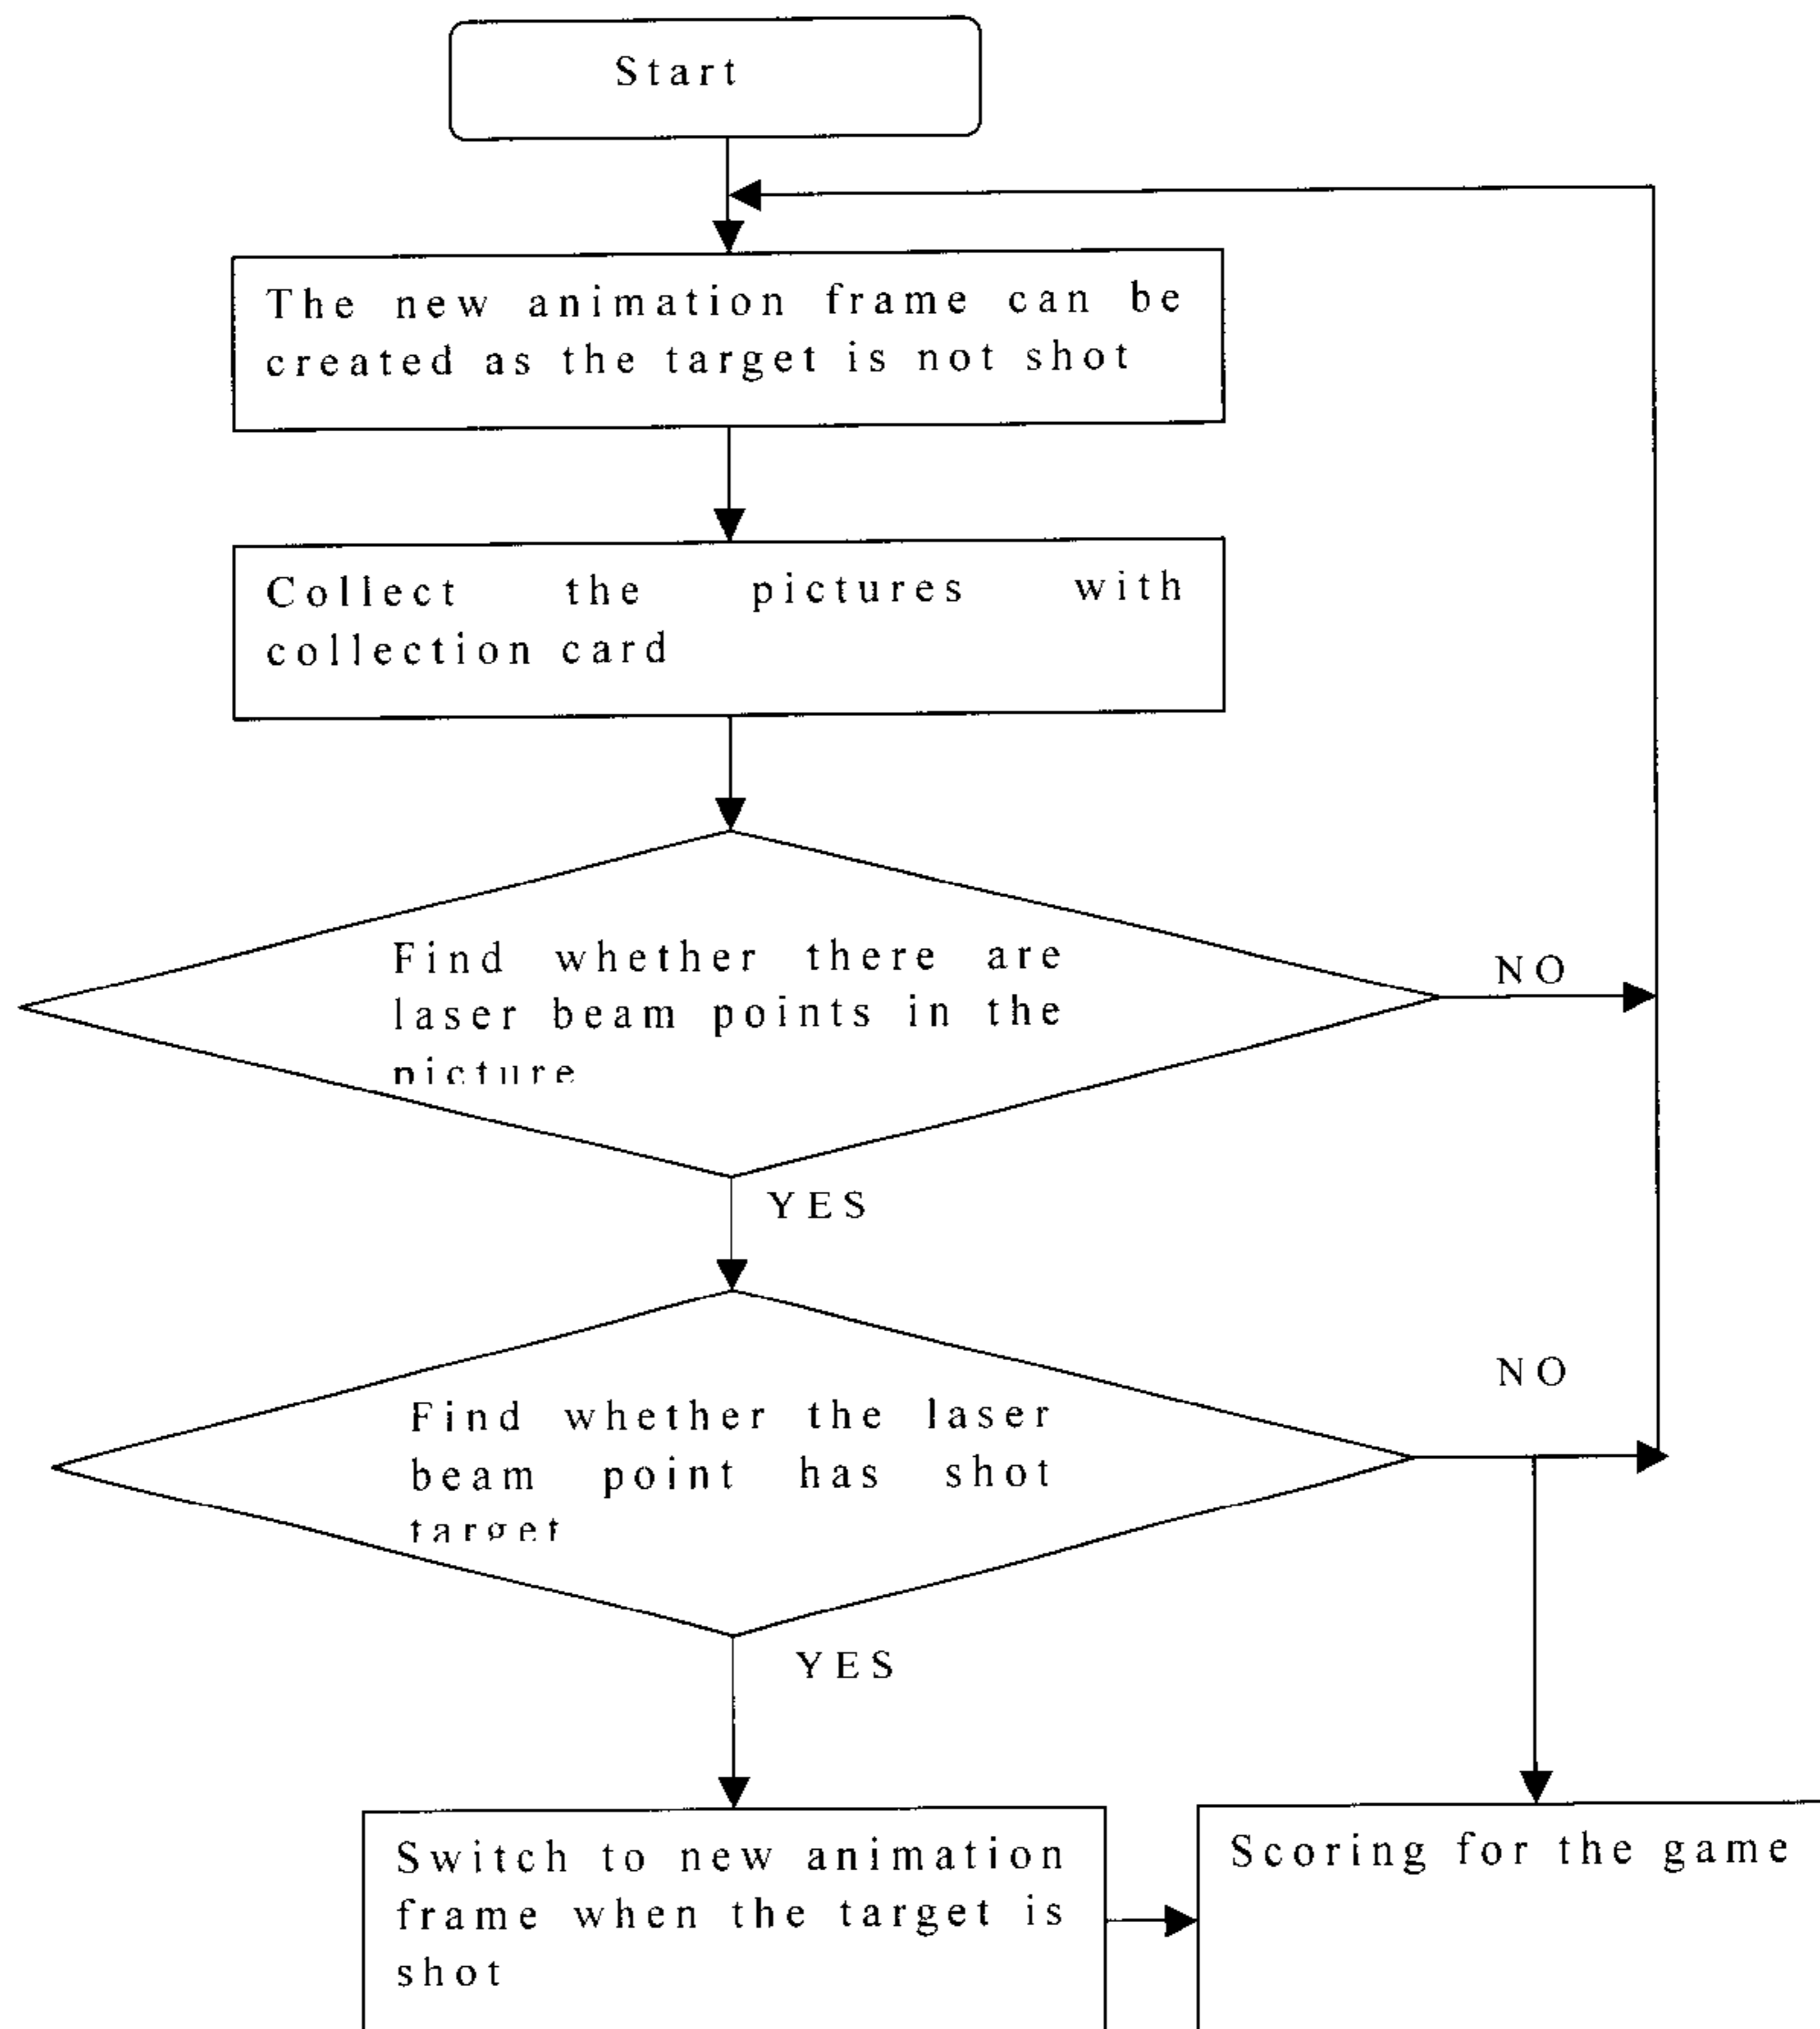 Start
The new animation frame can be
created as the target is not shot
Collect the pictures with
collection card
Find whether there are
laser beam points in the
picture
NO
YES
Find whether the laser
beam point has shot
target
NO
YES
Switch to new animation
frame when the target is
shot
Scoring for the game